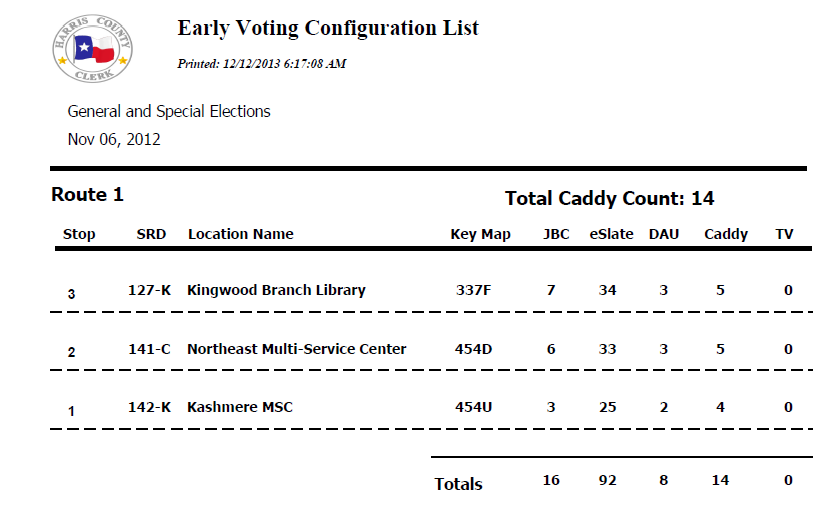 HARRIS COUNTY
CLERK
Early Voting Configuration List
Printed: 12/12/2013 6:17:08 AM
General and Special Elections
Nov 06, 2012
Route 1 Total Caddy Count: 14
Stop SRD Location Name Key Map JBC eSlate DAU Caddy TV
3 127-K Kingwood Branch Library 337F 7 34 3 5 0
2 141-C Northeast Multi-Service Center 454D 6 33 3 5 0
1 142-K Kashmere MSC 454U 3 25 2 4 0
Totals 16 92 8 14 0